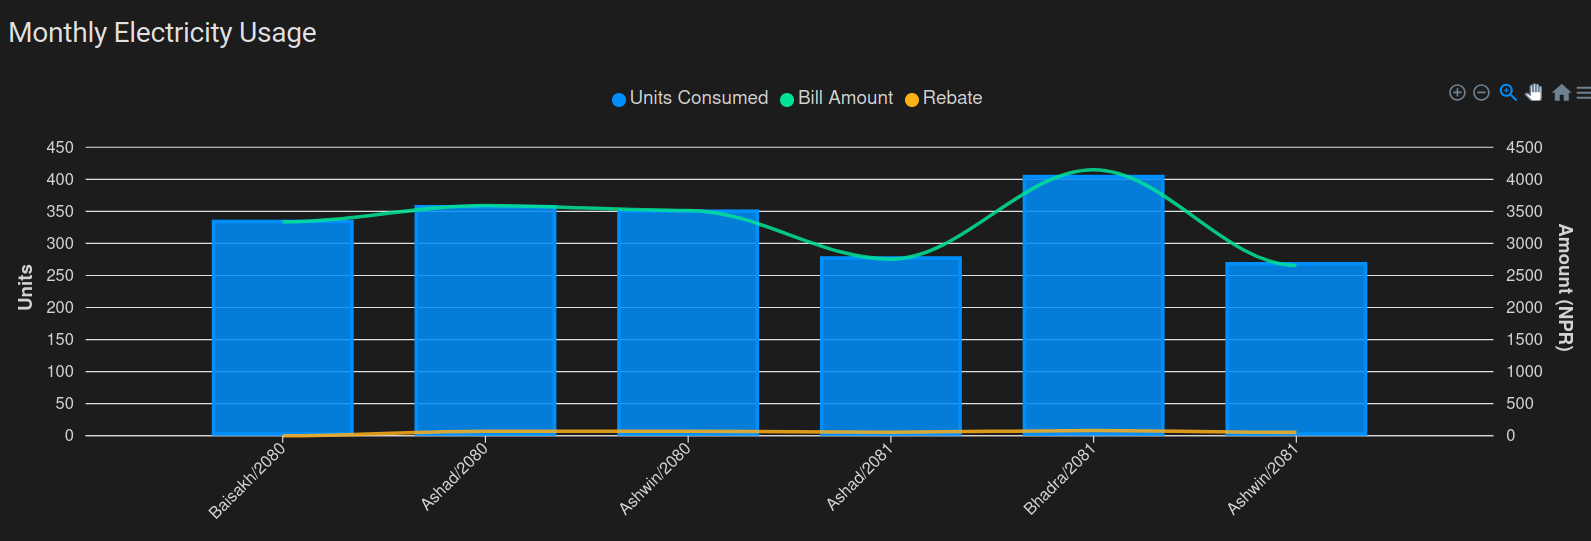 Monthly Electricity Usage
Units Consumed Bill Amount Rebate
450 4500
400 4000
350 3500
300 3000
250 2500
200 2000
150 1500
100 1000
50 500
0 0
Units
Amount (NPR)
Baisakh/2080 Ashad/2080 Ashwin/2080 Ashad/2081 Bhadra/2081 Ashwin/2081